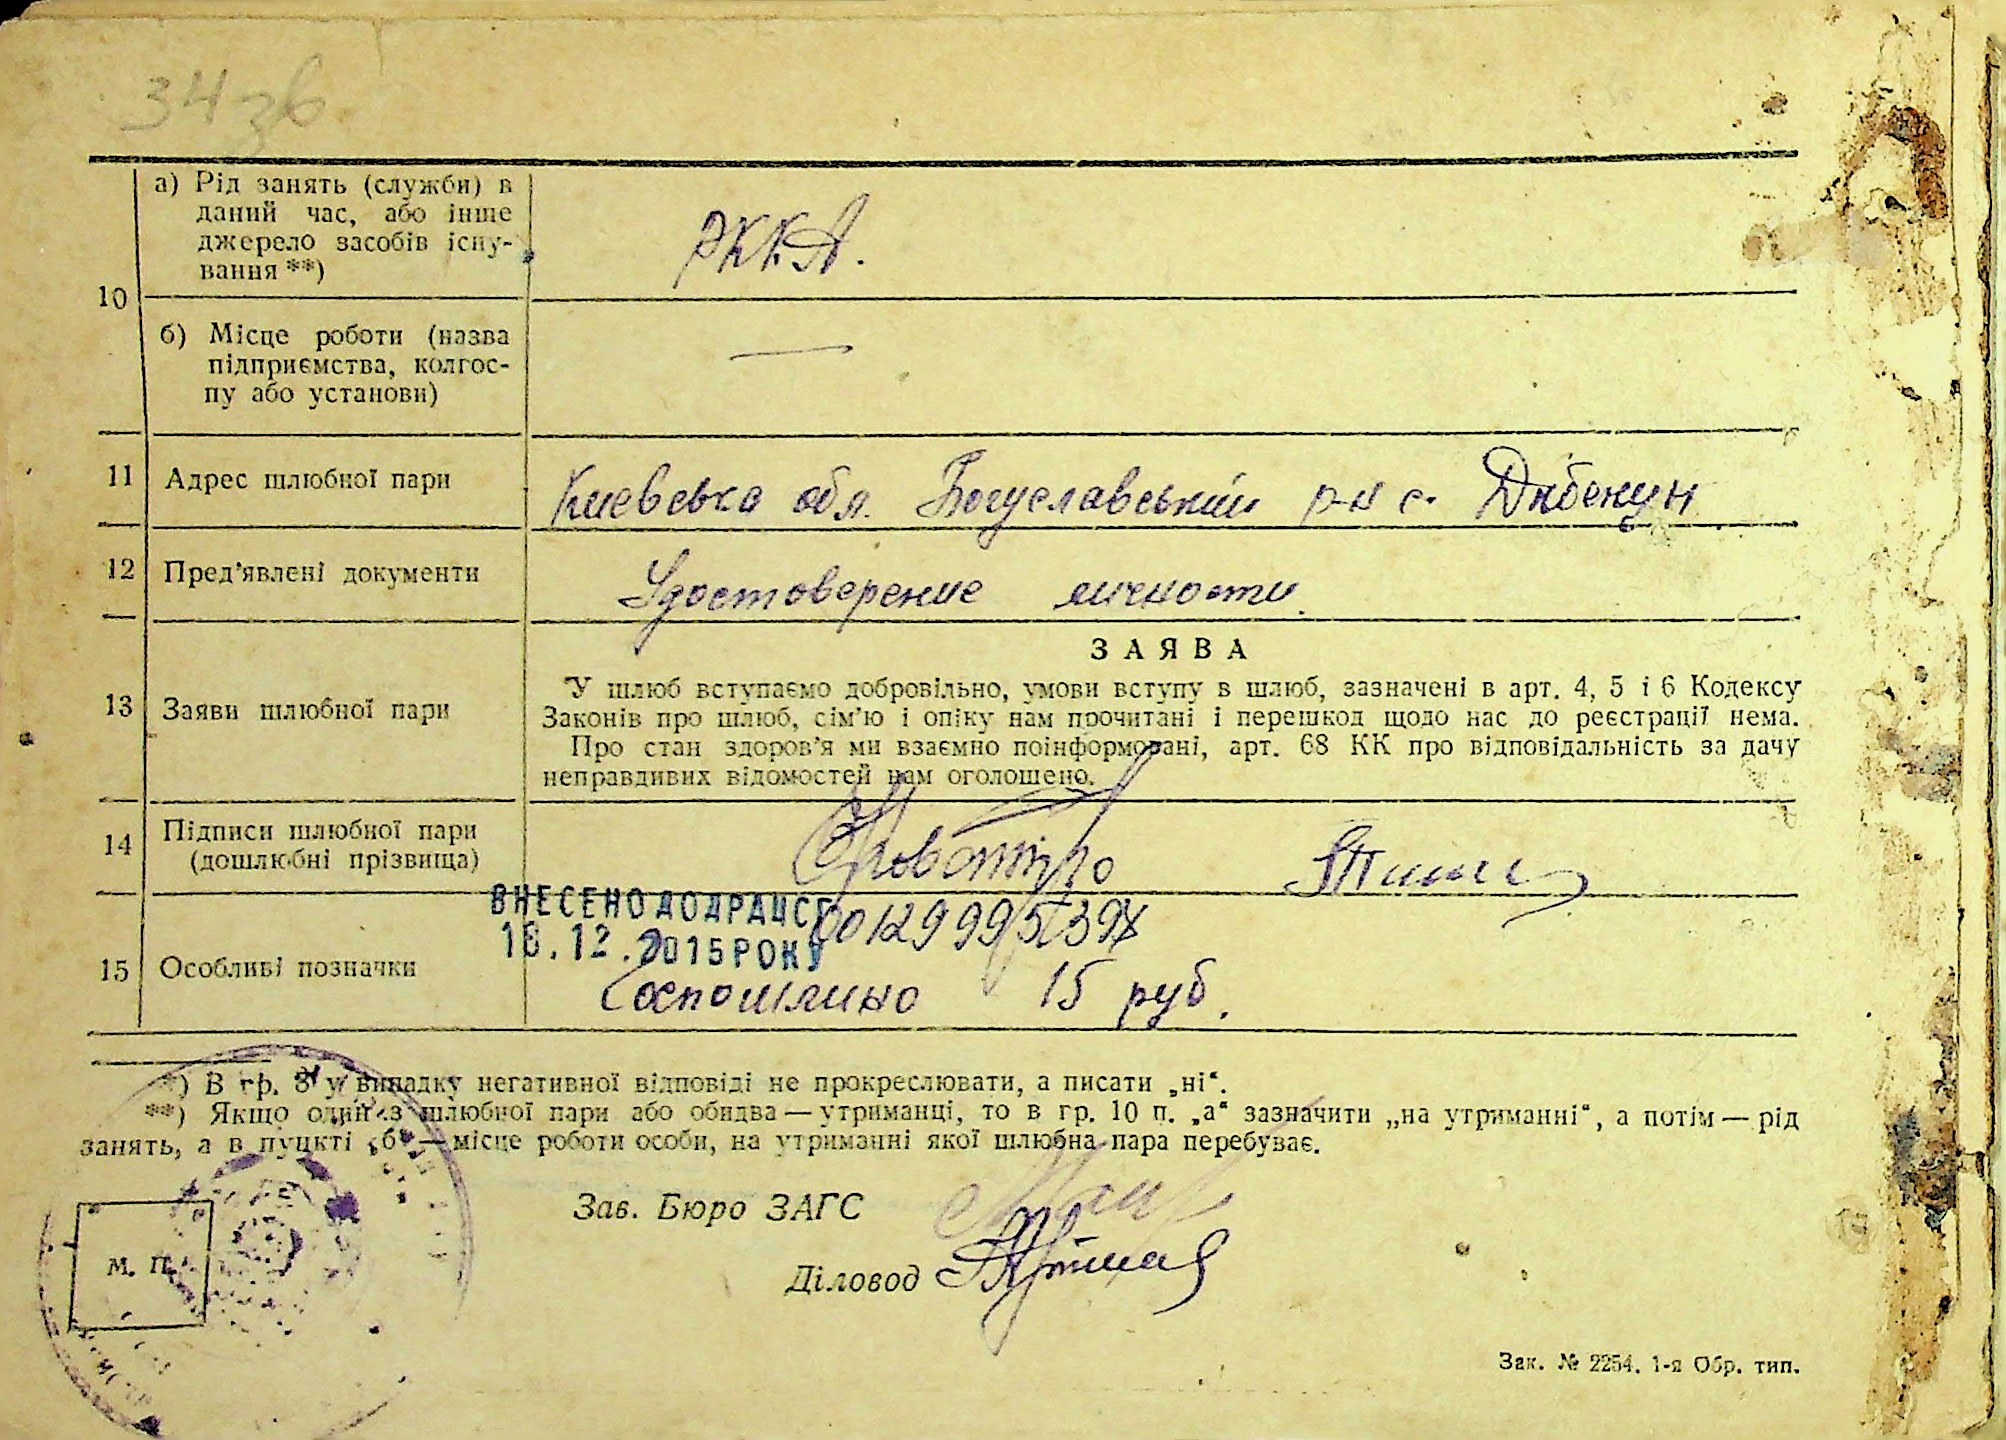 34 зв
10
а) Рід занять (служби) в
даний час, або інше
джерело засобів існу-
вання **)
РККА.
б) Місце роботи (назва
підприємства, колгос-
пу або установи)
—
11 Адрес шлюбної пари Киевська обл. Богуславський р-н с. Дибенци
12 Пред'явлені документи Удостоверение личности.
ЗАЯВА
13 Заяви шлюбної пари
У шлюб вступаємо добровільно, умови вступу в шлюб, зазначені в арт. 4, 5 і 6 Кодексу
Законів про шлюб, сім'ю і опіку нам прочитані і перешкод щодо нас до реєстрації нема.
Про стан здоров'я ми взаємно поінформовані, арт. 68 КК про відповідальність за дачу
неправдивих відомостей нам оголошено.
14 Підписи шлюбної пари
(дошлюбні прізвища)
ВНЕСЕНО ДО ДРАЦСГ 00129995397
18.12.2015 РОКУ
15 Особливі позначки
Госпошлино 15 руб.
*) В гр. 8 у випадку негативної відповіді не прокреслювати, а писати „ні“.
**) Якщо один з шлюбної пари або обидва — утриманці, то в гр. 10 п. „а“ зазначити „на утриманні“, а потім — рід
занять, а в пункті „б“ — місце роботи особи, на утриманні якої шлюбна пара перебуває.
Зав. Бюро ЗАГС
М. П.
Діловод
Зак. № 2254. 1-я Обр. тип.